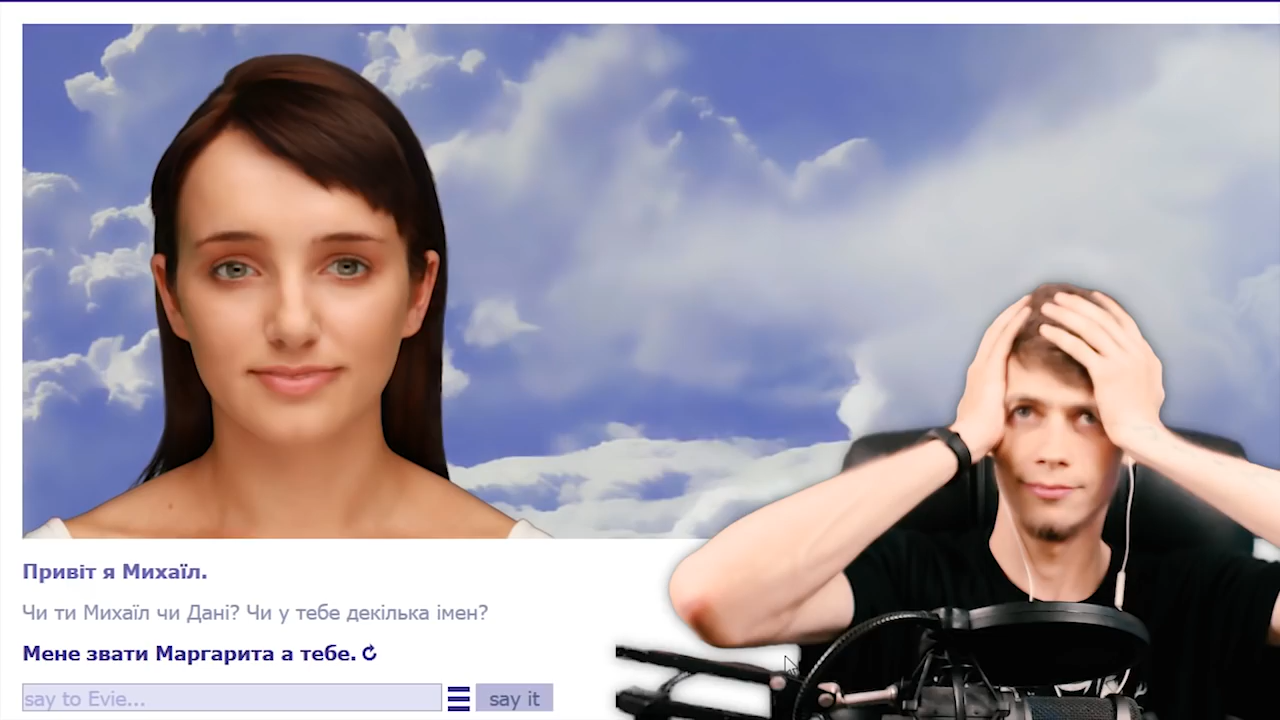 Привіт я Михаїл.
Чи ти Михаїл чи Дані? Чи у тебе декілька імен?
Мене звати Маргарита а тебе.
say to Evie...
say it